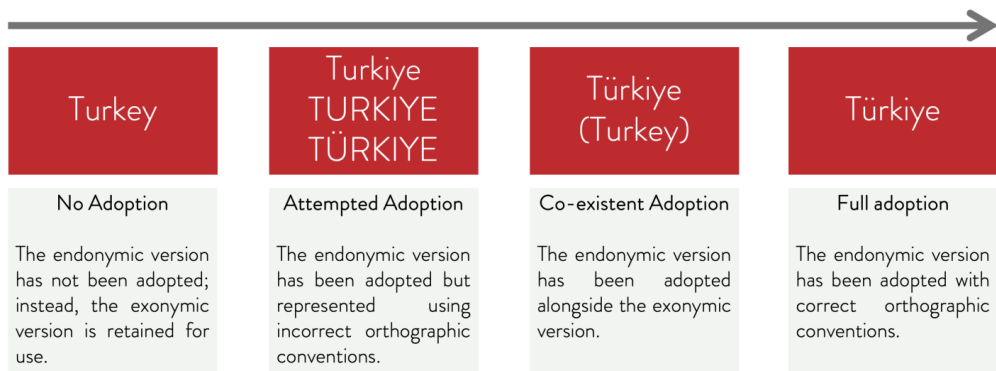 Turkey
Turkiye
TURKIYE
TÜRKIYE
Türkiye
(Turkey)
Türkiye
No Adoption
The endonymic version
has not been adopted;
instead, the exonymic
version is retained for
use.
Attempted Adoption
The endonymic version
has been adopted but
represented using
incorrect orthographic
conventions.
Co-existent Adoption
The endonymic version
has been adopted
alongside the exonymic
version.
Full adoption
The endonymic version
has been adopted with
correct orthographic
conventions.